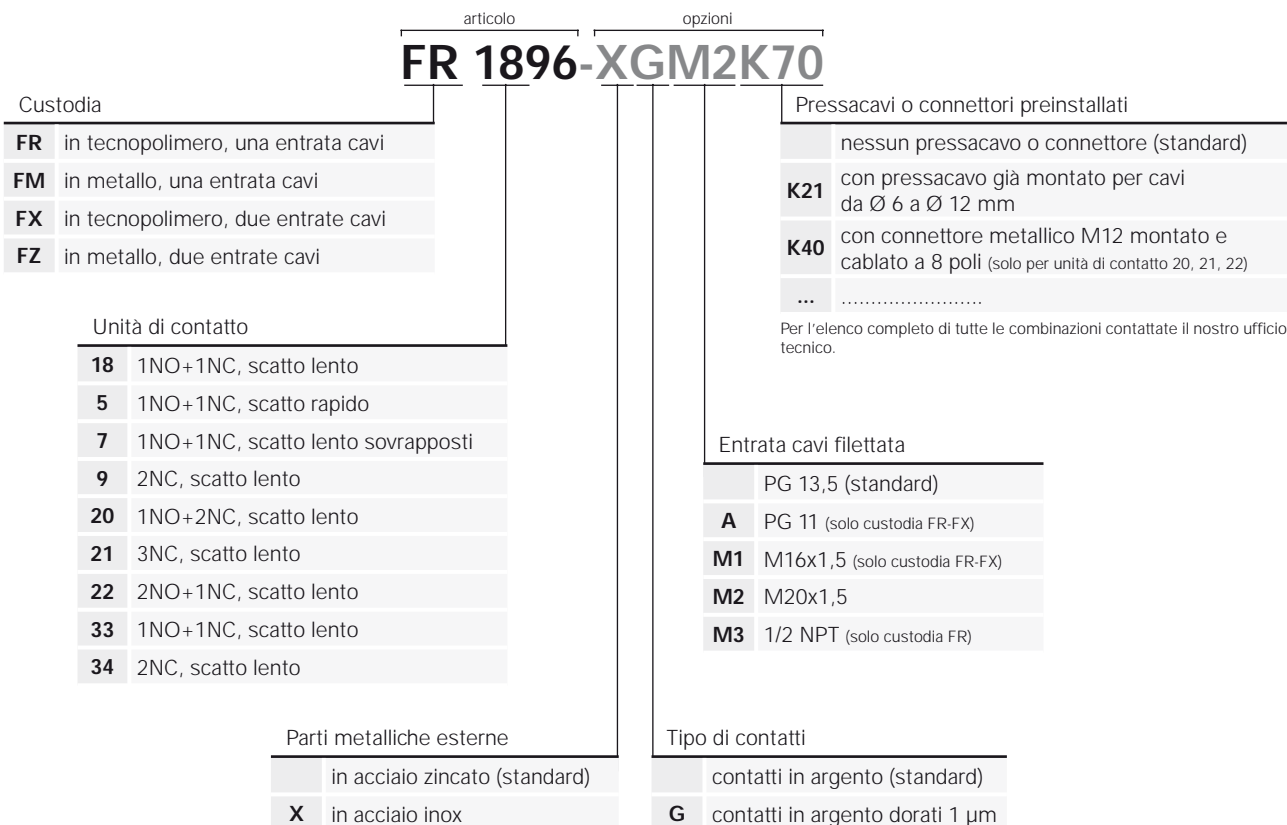 articolo opzioni
FR 1896-XGM2K70
Custodia
FR in tecnopolimero, una entrata cavi
FM in metallo, una entrata cavi
FX in tecnopolimero, due entrate cavi
FZ in metallo, due entrate cavi
Pressacavi o connettori preinstallati
nessun pressacavo o connettore (standard)
K21 con pressacavo già montato per cavi
da Ø 6 a Ø 12 mm
K40 con connettore metallico M12 montato e
cablato a 8 poli (solo per unità di contatto 20, 21, 22)
... ........................
Per l'elenco completo di tutte le combinazioni contattate il nostro ufficio
tecnico.
Unità di contatto
18 1NO+1NC, scatto lento
5 1NO+1NC, scatto rapido
7 1NO+1NC, scatto lento sovrapposti
9 2NC, scatto lento
20 1NO+2NC, scatto lento
21 3NC, scatto lento
22 2NO+1NC, scatto lento
33 1NO+1NC, scatto lento
34 2NC, scatto lento
Entrata cavi filettata
PG 13,5 (standard)
A PG 11 (solo custodia FR-FX)
M1 M16x1,5 (solo custodia FR-FX)
M2 M20x1,5
M3 1/2 NPT (solo custodia FR)
Parti metalliche esterne
in acciaio zincato (standard)
X in acciaio inox
Tipo di contatti
contatti in argento (standard)
G contatti in argento dorati 1 µm